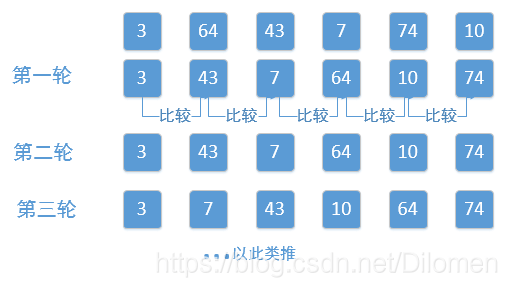 3 64 43 7 74 10
第一轮 3 43 7 64 10 74
比较 比较 比较 比较 比较
第二轮 3 43 7 64 10 74
第三轮 3 7 43 10 64 74
•••以此类推
https://blog.csdn.net/Dilomen